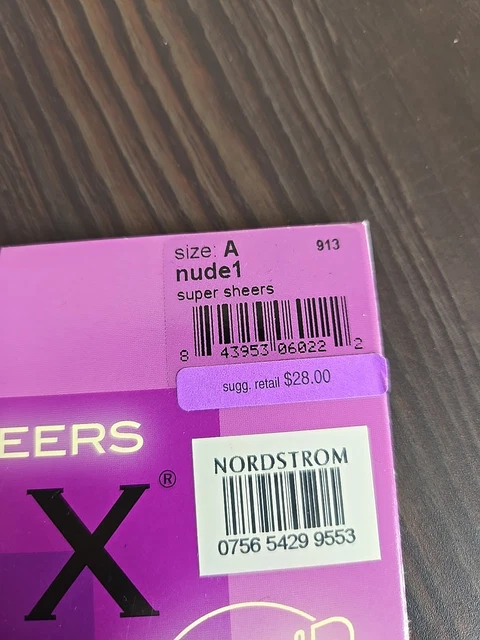 size: A 913
nude1
super sheers
8 43953 06022 2
sugg. retail $28.00
EERS
X®
NORDSTROM
0756 5429 9553